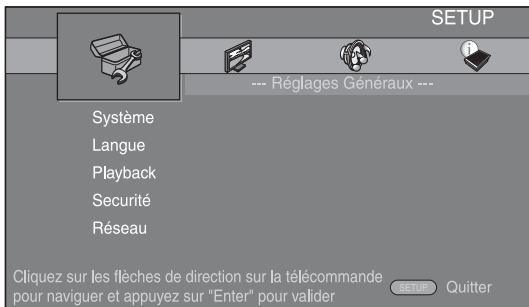 SETUP
--- Réglages Généraux ---
Système
Langue
Playback
Securité
Réseau
Cliquez sur les flèches de direction sur la télécommande
pour naviguer et appuyez sur "Enter" pour valider
SETUP Quitter